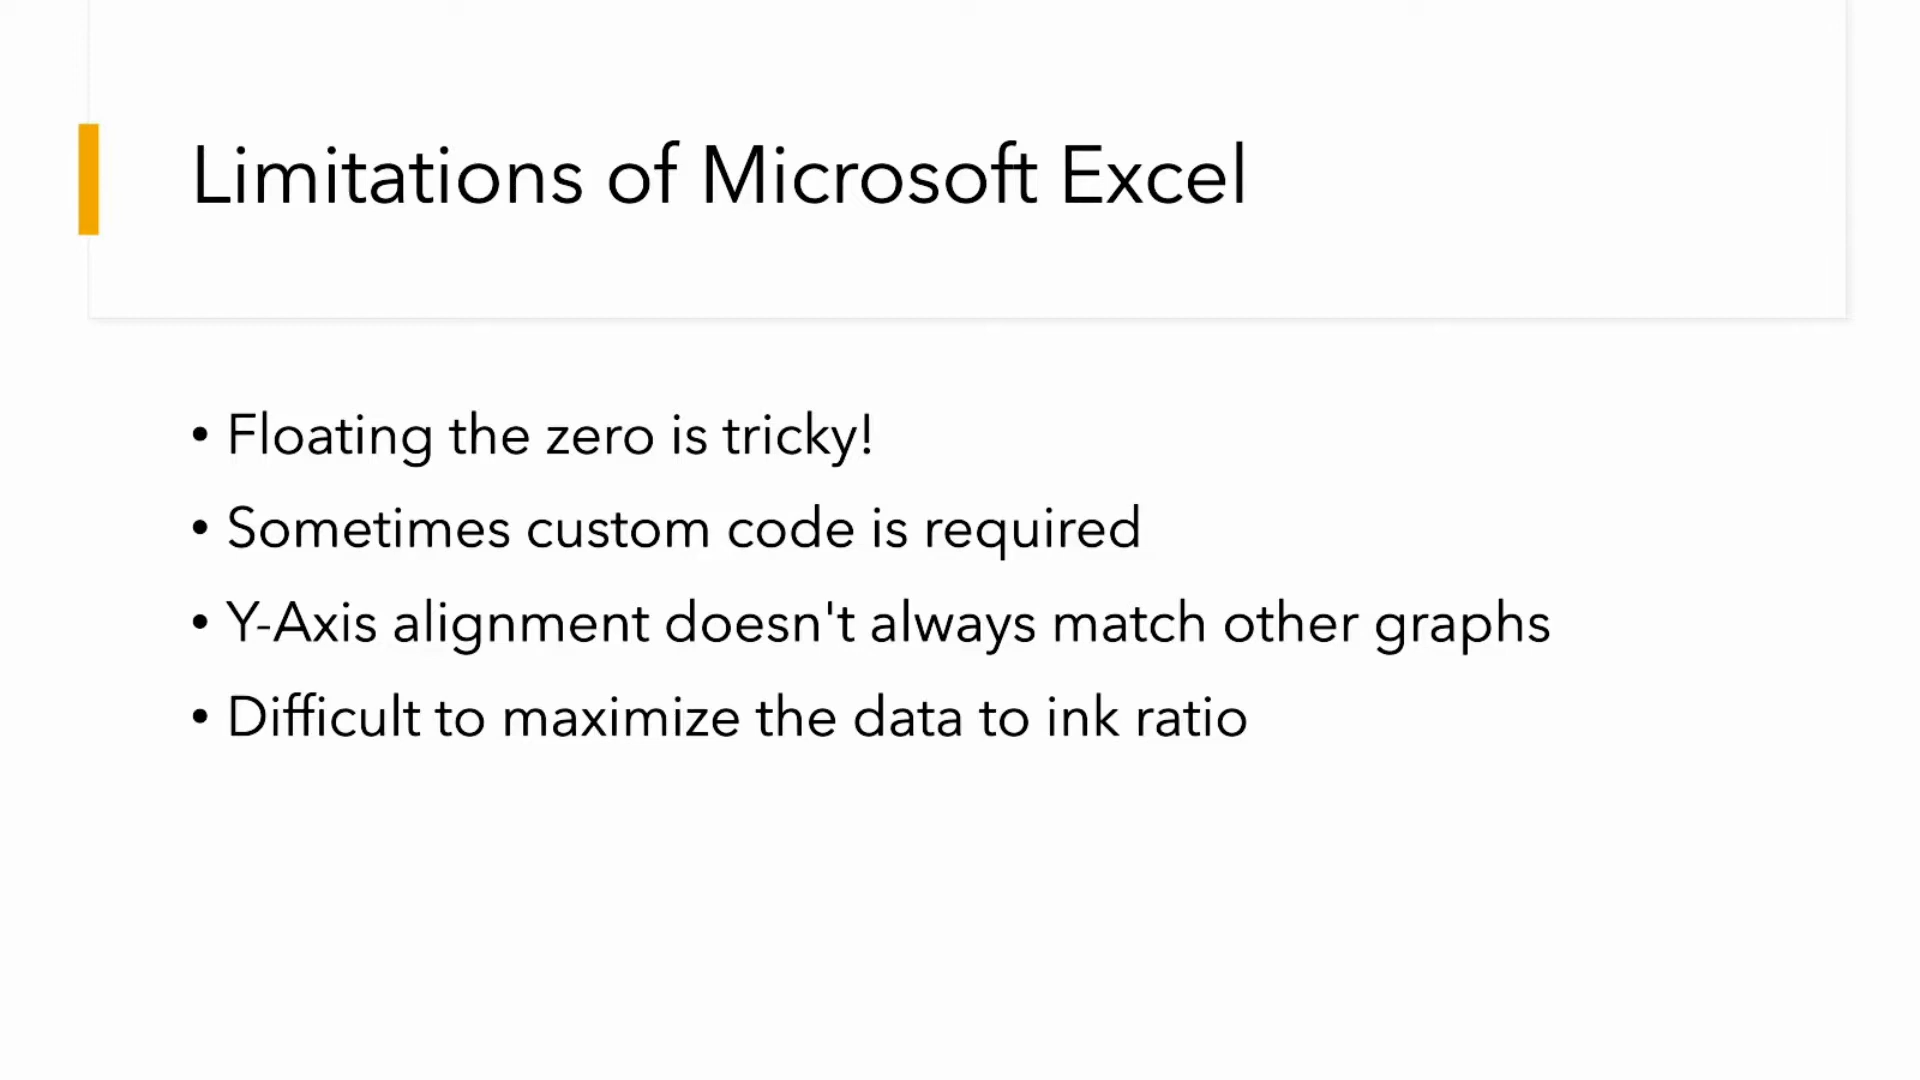 Limitations of Microsoft Excel
• Floating the zero is tricky!
• Sometimes custom code is required
• Y-Axis alignment doesn't always match other graphs
• Difficult to maximize the data to ink ratio